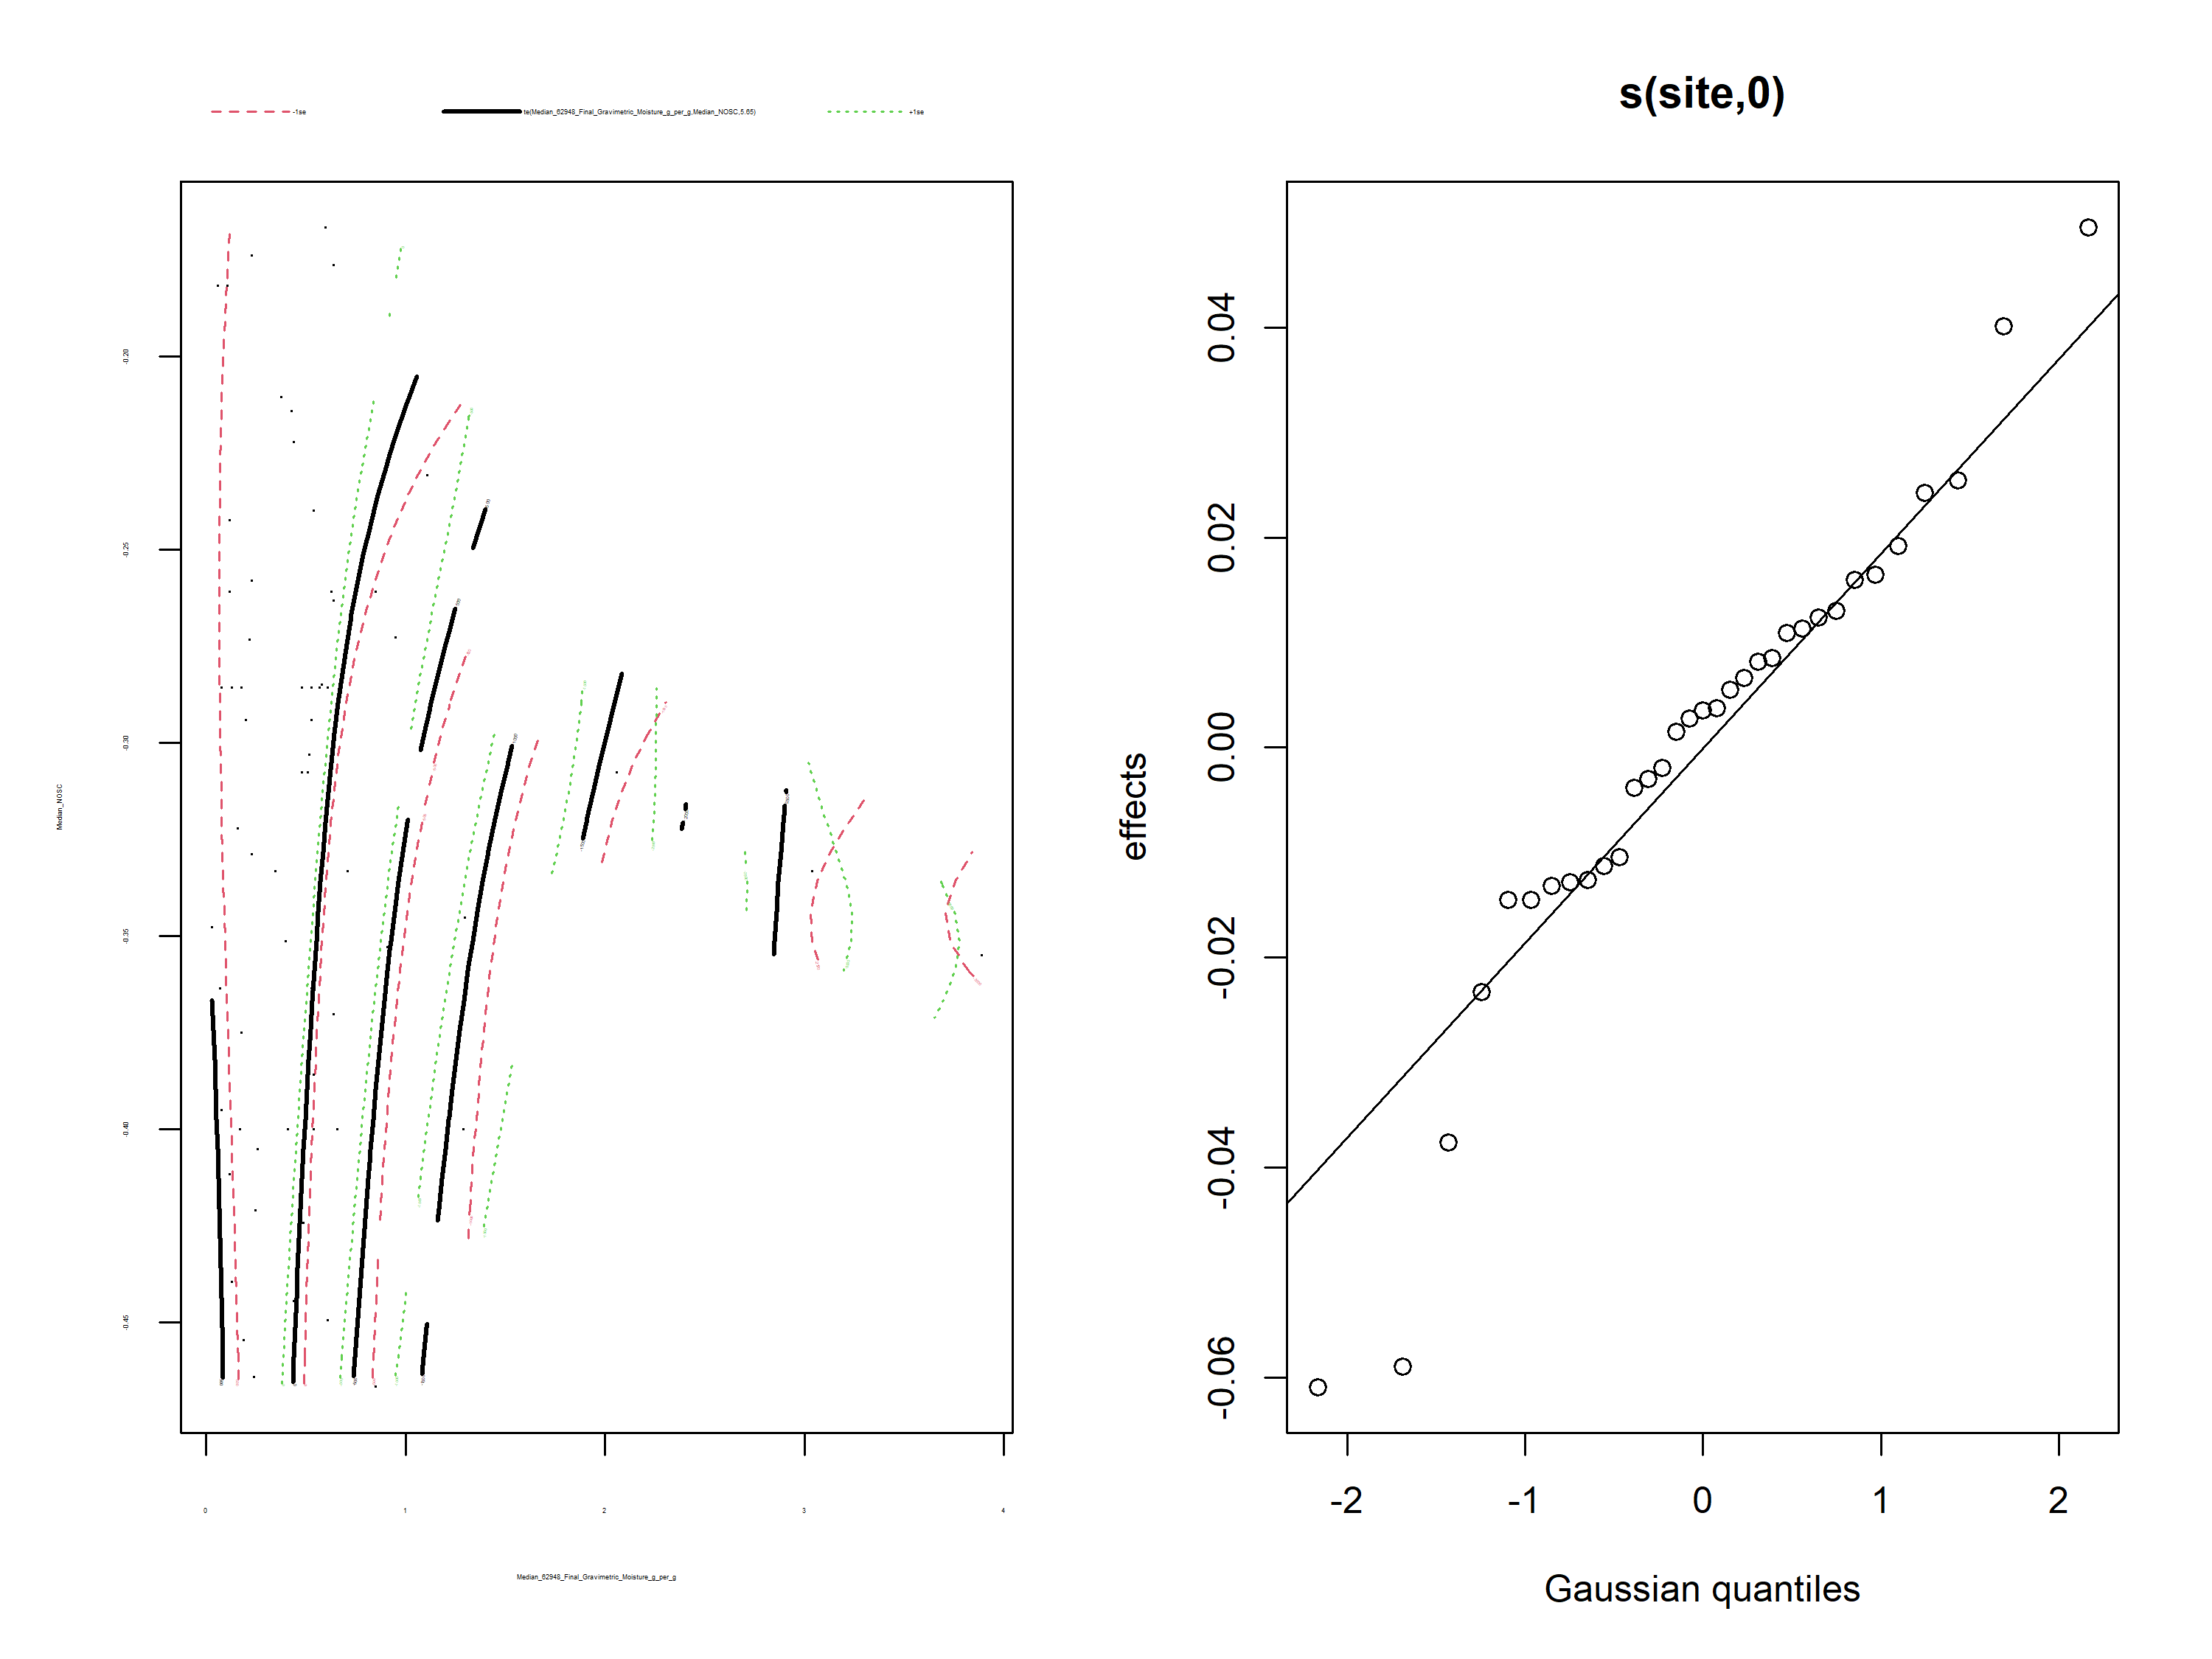 -1se te(Median_62948_Final_Gravimetric_Moisture_g_per_g,Median_NOSC,5.65) +1se
-0.20
-0.25
-0.30
-0.35
-0.40
-0.45
Median_NOSC
0 1 2 3 4
Median_62948_Final_Gravimetric_Moisture_g_per_g
s(site,0)
0.04
0.02
0.00
-0.02
-0.04
-0.06
effects
-2 -1 0 1 2
Gaussian quantiles